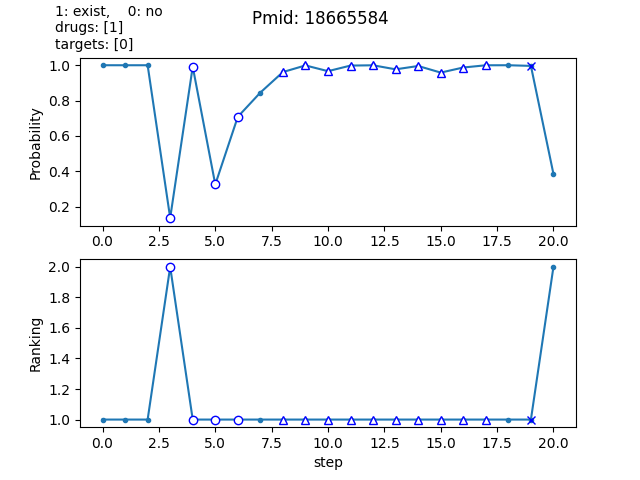 1: exist,    0: no
drugs: [1]
targets: [0]
Pmid: 18665584
Probability
1.0
0.8
0.6
0.4
0.2
0.0 2.5 5.0 7.5 10.0 12.5 15.0 17.5 20.0
Ranking
2.0
1.8
1.6
1.4
1.2
1.0
0.0 2.5 5.0 7.5 10.0 12.5 15.0 17.5 20.0
step